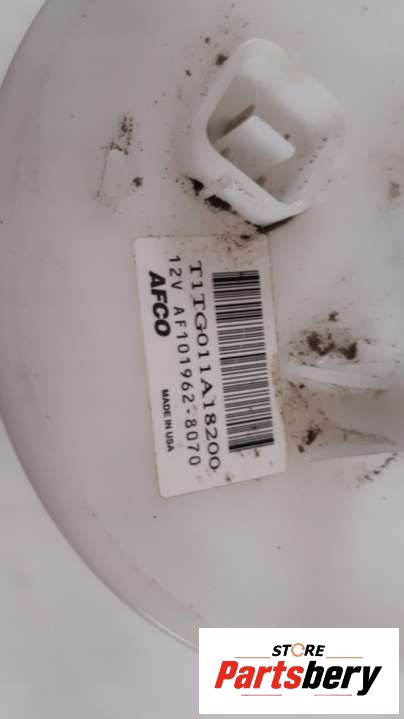 T1TG011A18200
12V AF101962-8070
AFCO
MADE IN USA
STORE
Partsbery